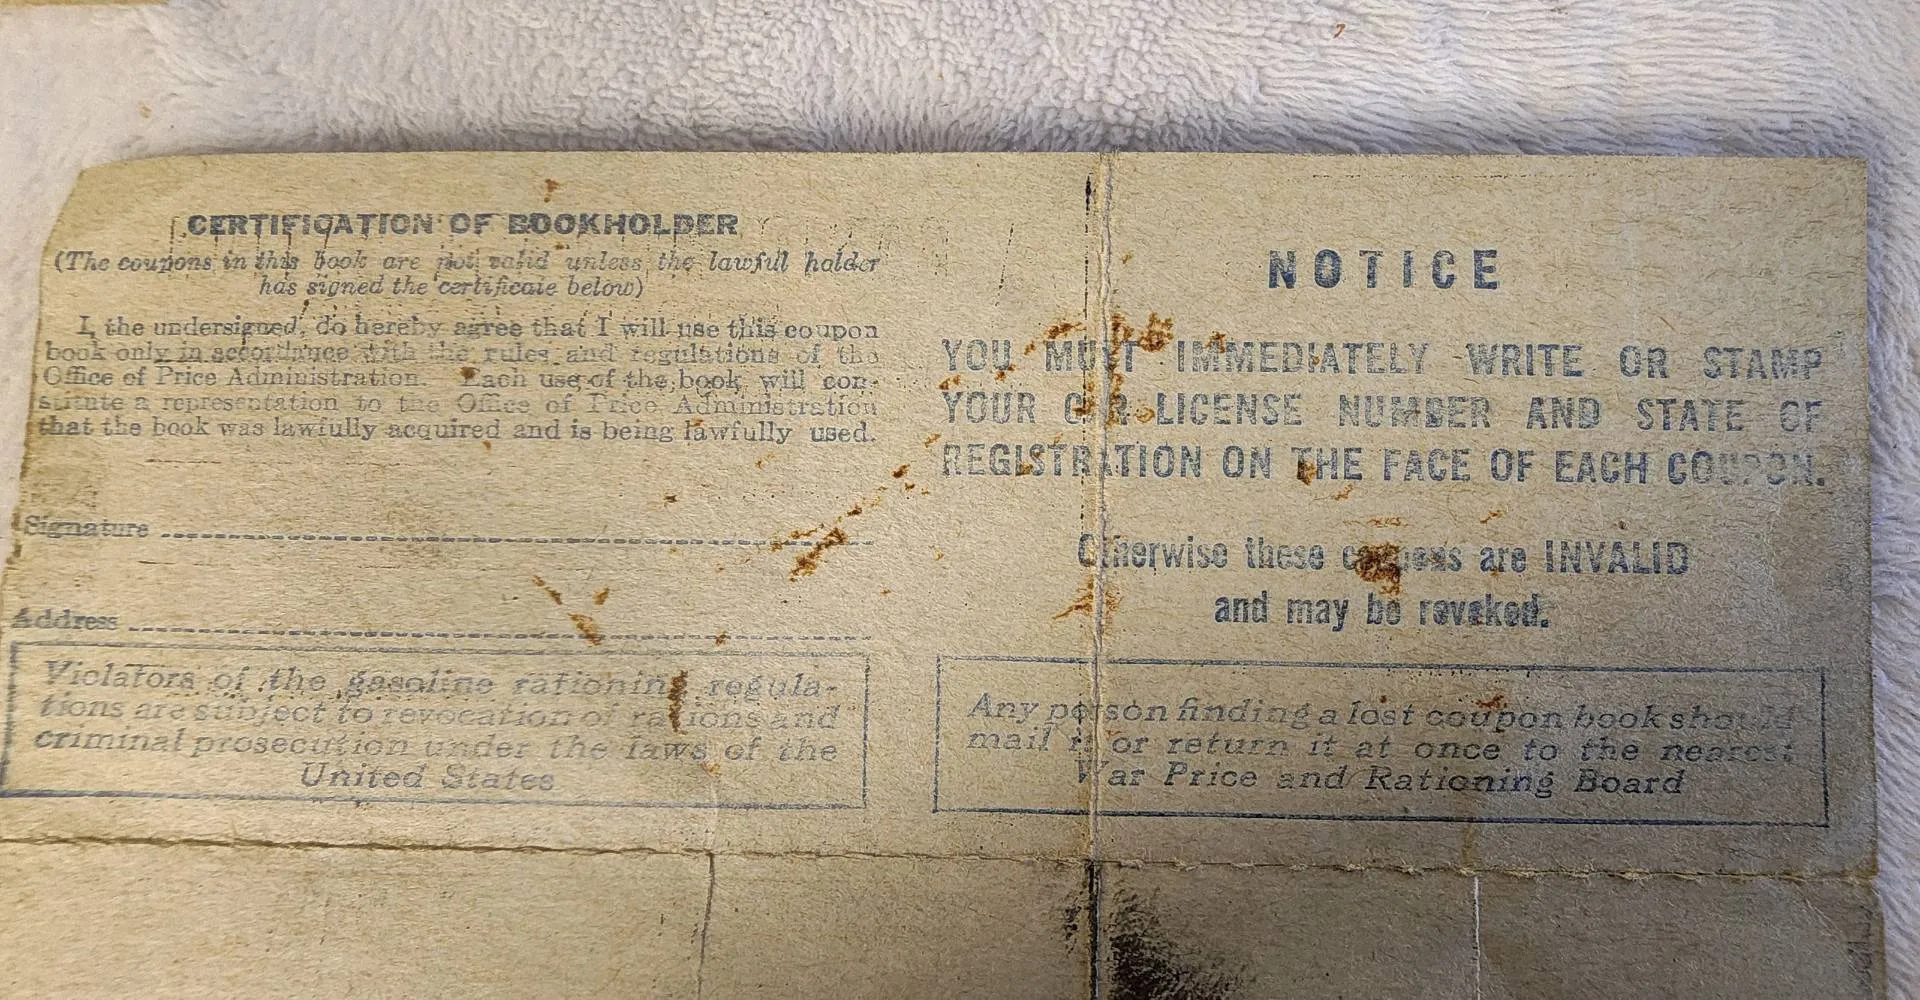 CERTIFICATION OF BOOKHOLDER
(The coupons in this book are not valid unless the lawful holder
has signed the certificate below)
I, the undersigned, do hereby agree that I will use this coupon
book only in accordance with the rules and regulations of the
Office of Price Administration. Each use of the book will con-
stitute a representation to the Office of Price Administration
that the book was lawfully acquired and is being lawfully used.
Signature
Address
Violators of the gasoline rationing regula-
tions are subject to revocation of rations and
criminal prosecution under the laws of the
United States
NOTICE
YOU MUST IMMEDIATELY WRITE OR STAMP
YOUR CAR LICENSE NUMBER AND STATE OF
REGISTRATION ON THE FACE OF EACH COUPON.
Otherwise these coupons are INVALID
and may be revoked.
Any person finding a lost coupon book should
mail it or return it at once to the nearest
War Price and Rationing Board